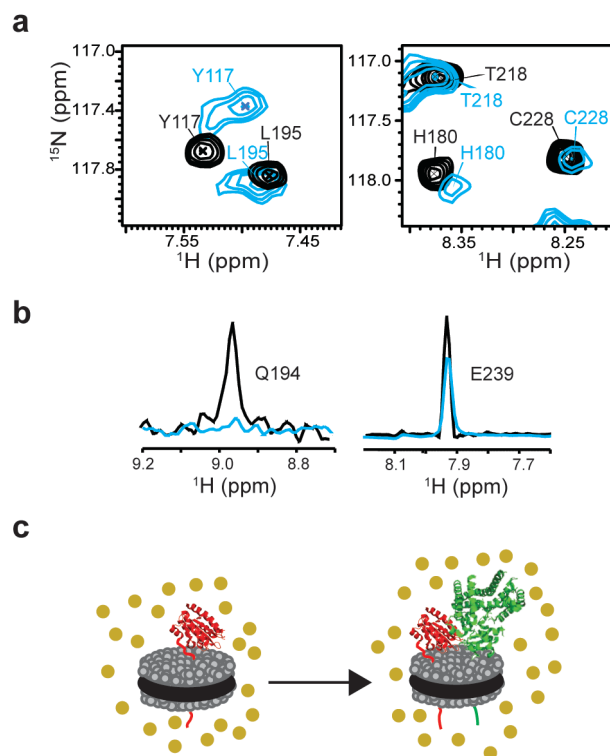 a
117.0
117.4
117.8
15N (ppm)
Y117
Y117
L195
L195
7.55
7.45
1H (ppm)
117.0
117.5
118.0
T218
T218
H180
H180
C228
C228
8.35
8.25
1H (ppm)
b
Q194
9.2 9.0 8.8
1H (ppm)
E239
8.1 7.9 7.7
1H (ppm)
c